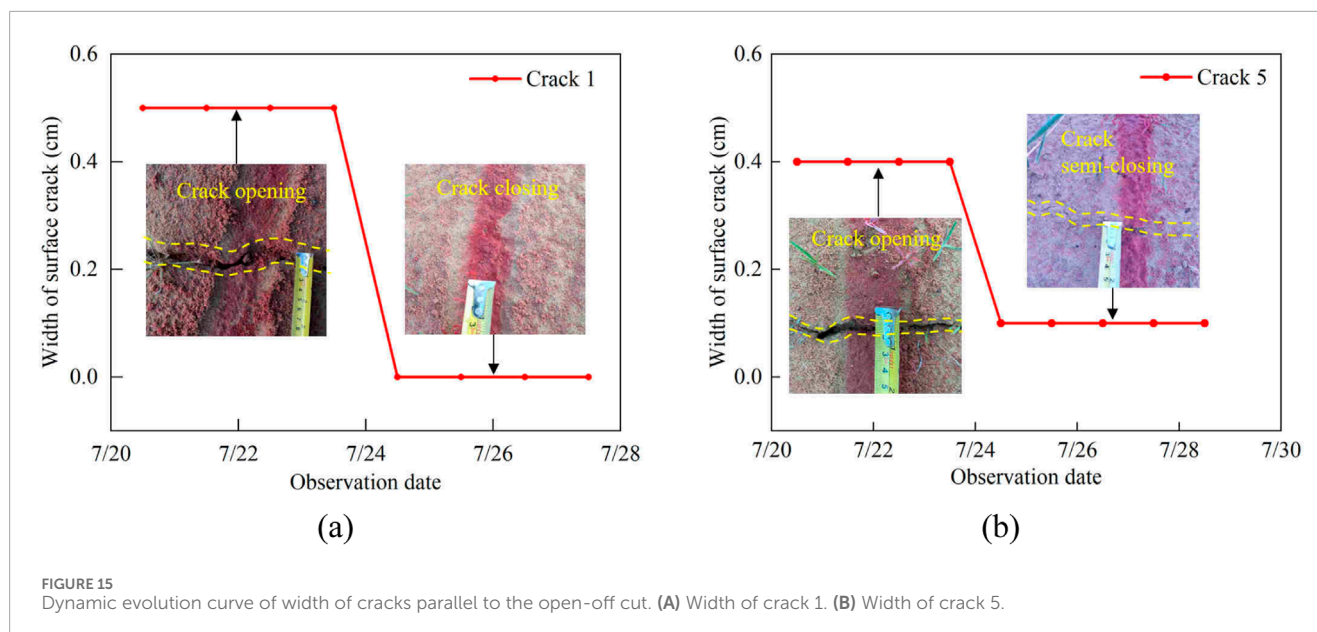 0.6
0.4
0.2
0.0
Width of surface crack (cm)
Crack 1
Crack opening
Crack closing
3
7/20
7/22
7/24
7/26
7/28
Observation date
(a)
0.6
0.4
0.2
0.0
Width of surface crack (cm)
Crack 5
Crack
semi-closing
Crack opening
7/20
7/22
7/24
7/26
7/28
7/30
Observation date
(b)
FIGURE 15
Dynamic evolution curve of width of cracks parallel to the open-off cut. (A) Width of crack 1. (B) Width of crack 5.